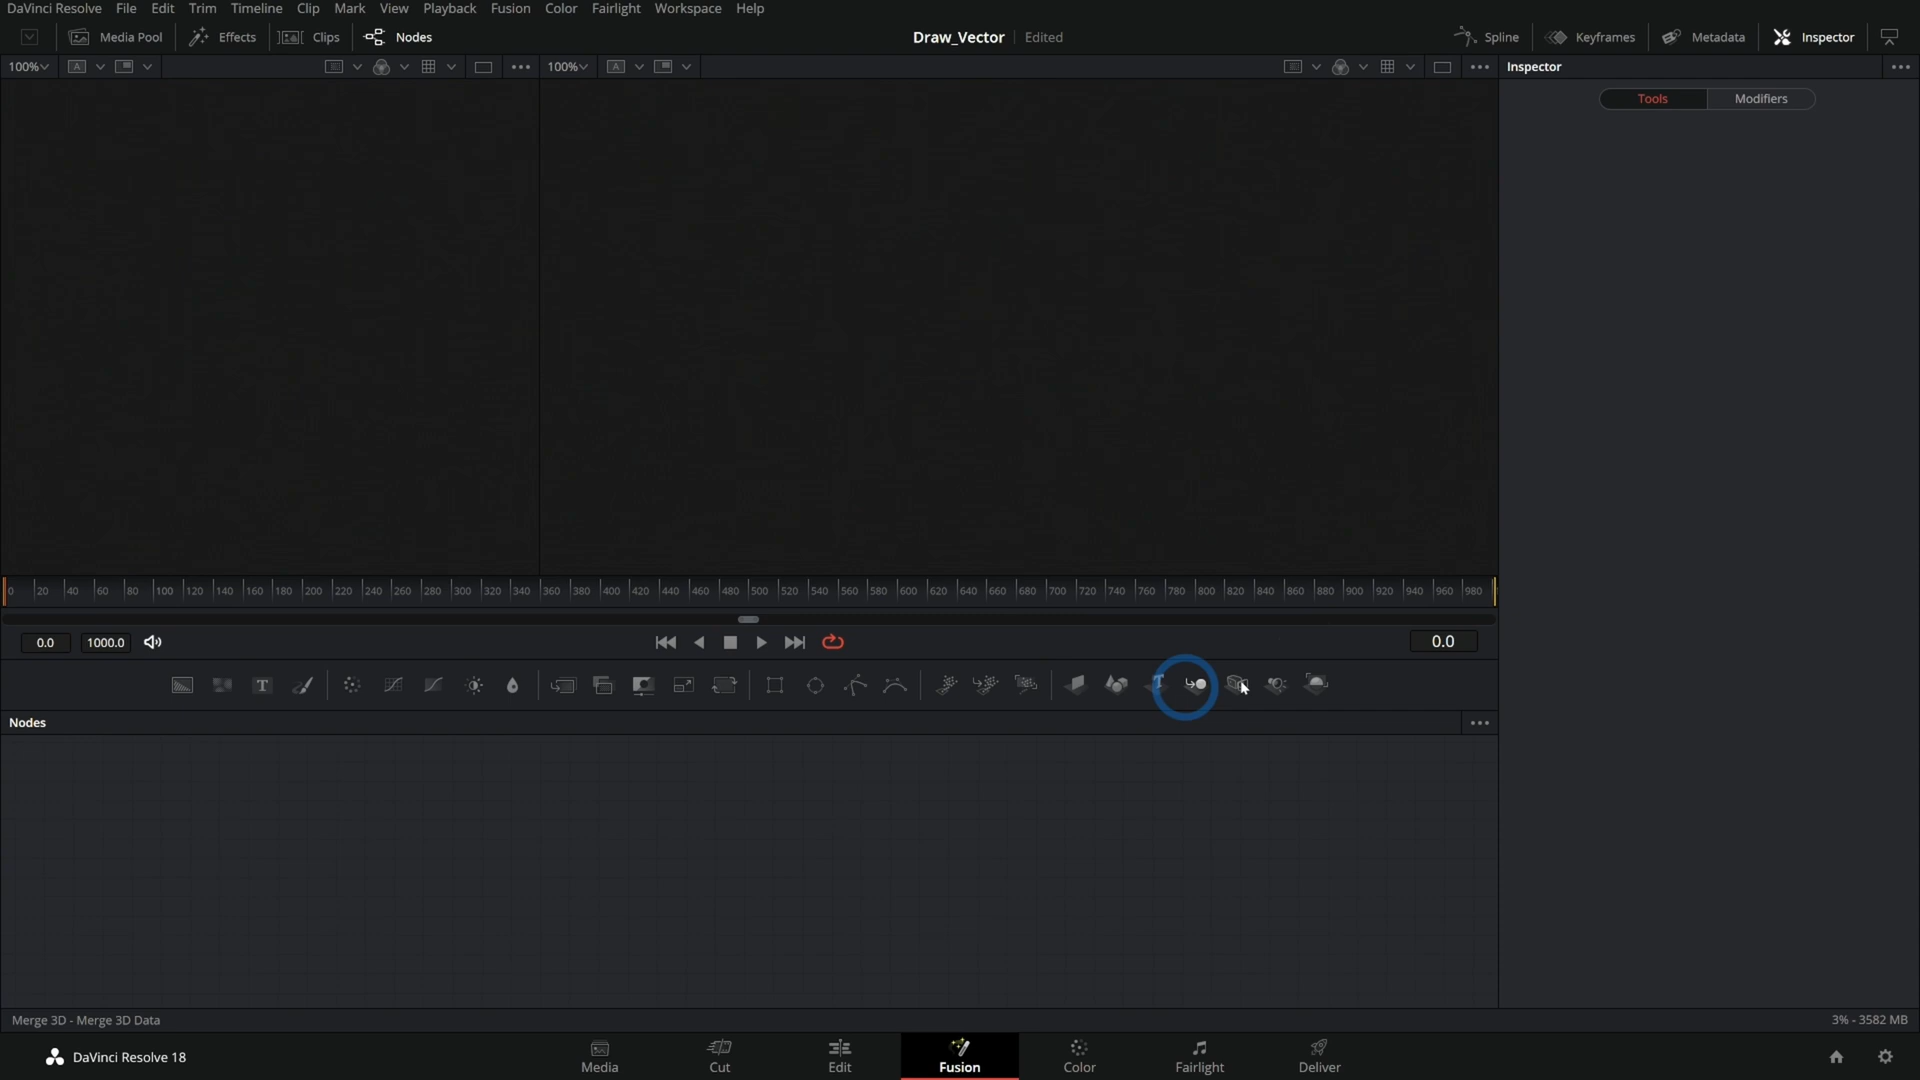 DaVinci Resolve File Edit Trim Timeline Clip Mark View Playback Fusion Color Fairlight Workspace Help
Media Pool Effects Clips Nodes Draw_Vector Edited Spline Keyframes Metadata Inspector
100% A 100% A Inspector
Tools Modifiers
0 20 40 60 80 100 120 140 160 180 200 220 240 260 280 300 320 340 360 380 400 420 440 460 480 500 520 540 560 580 600 620 640 660 680 700 720 740 760 780 800 820 840 860 880 900 920 940 960 980
0.0 1000.0 0.0
T T
Nodes
Merge 3D - Merge 3D Data 3% - 3582 MB
DaVinci Resolve 18 Media Cut Edit Fusion Color Fairlight Deliver